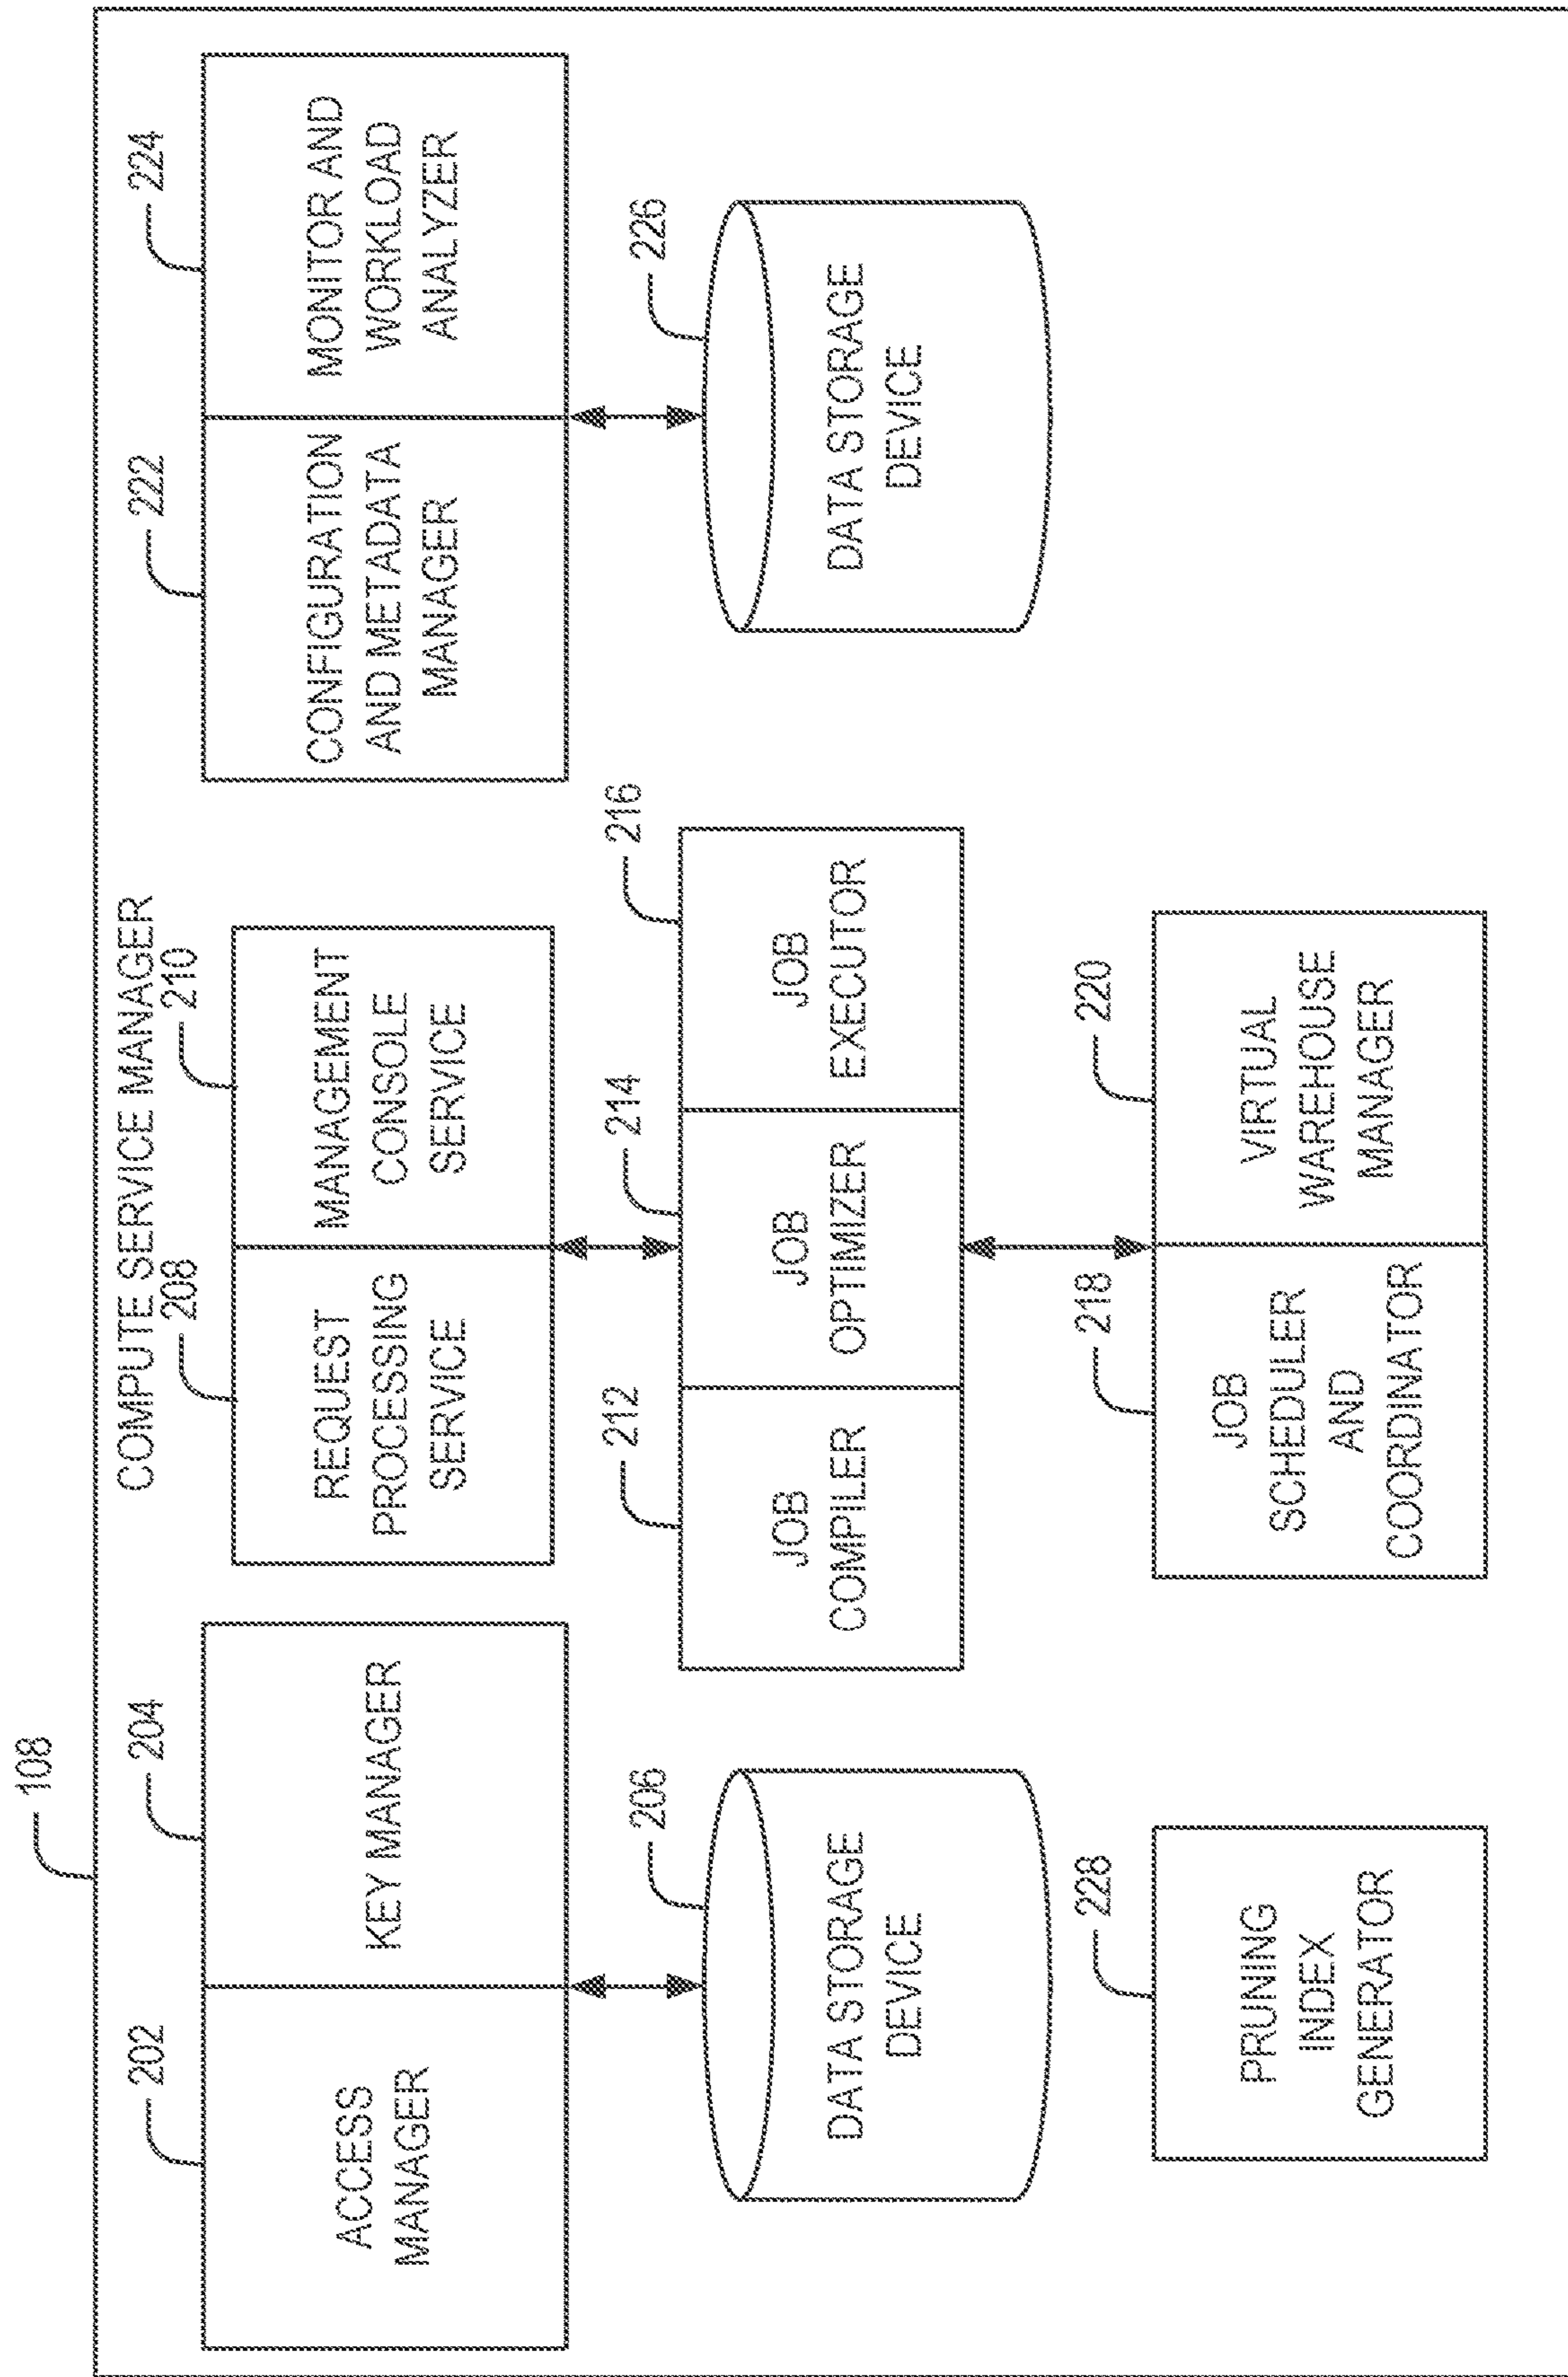 108
COMPUTE SERVICE MANAGER
202
204
ACCESS
MANAGER
KEY MANAGER
206
DATA STORAGE
DEVICE
228
PRUNING
INDEX
GENERATOR
208
210
REQUEST
PROCESSING
SERVICE
MANAGEMENT
CONSOLE
SERVICE
212
214
216
JOB
COMPILER
JOB
OPTIMIZER
JOB
EXECUTOR
218
220
JOB
SCHEDULER
AND
COORDINATOR
VIRTUAL
WAREHOUSE
MANAGER
222
224
CONFIGURATION
AND METADATA
MANAGER
MONITOR AND
WORKLOAD
ANALYZER
226
DATA STORAGE
DEVICE